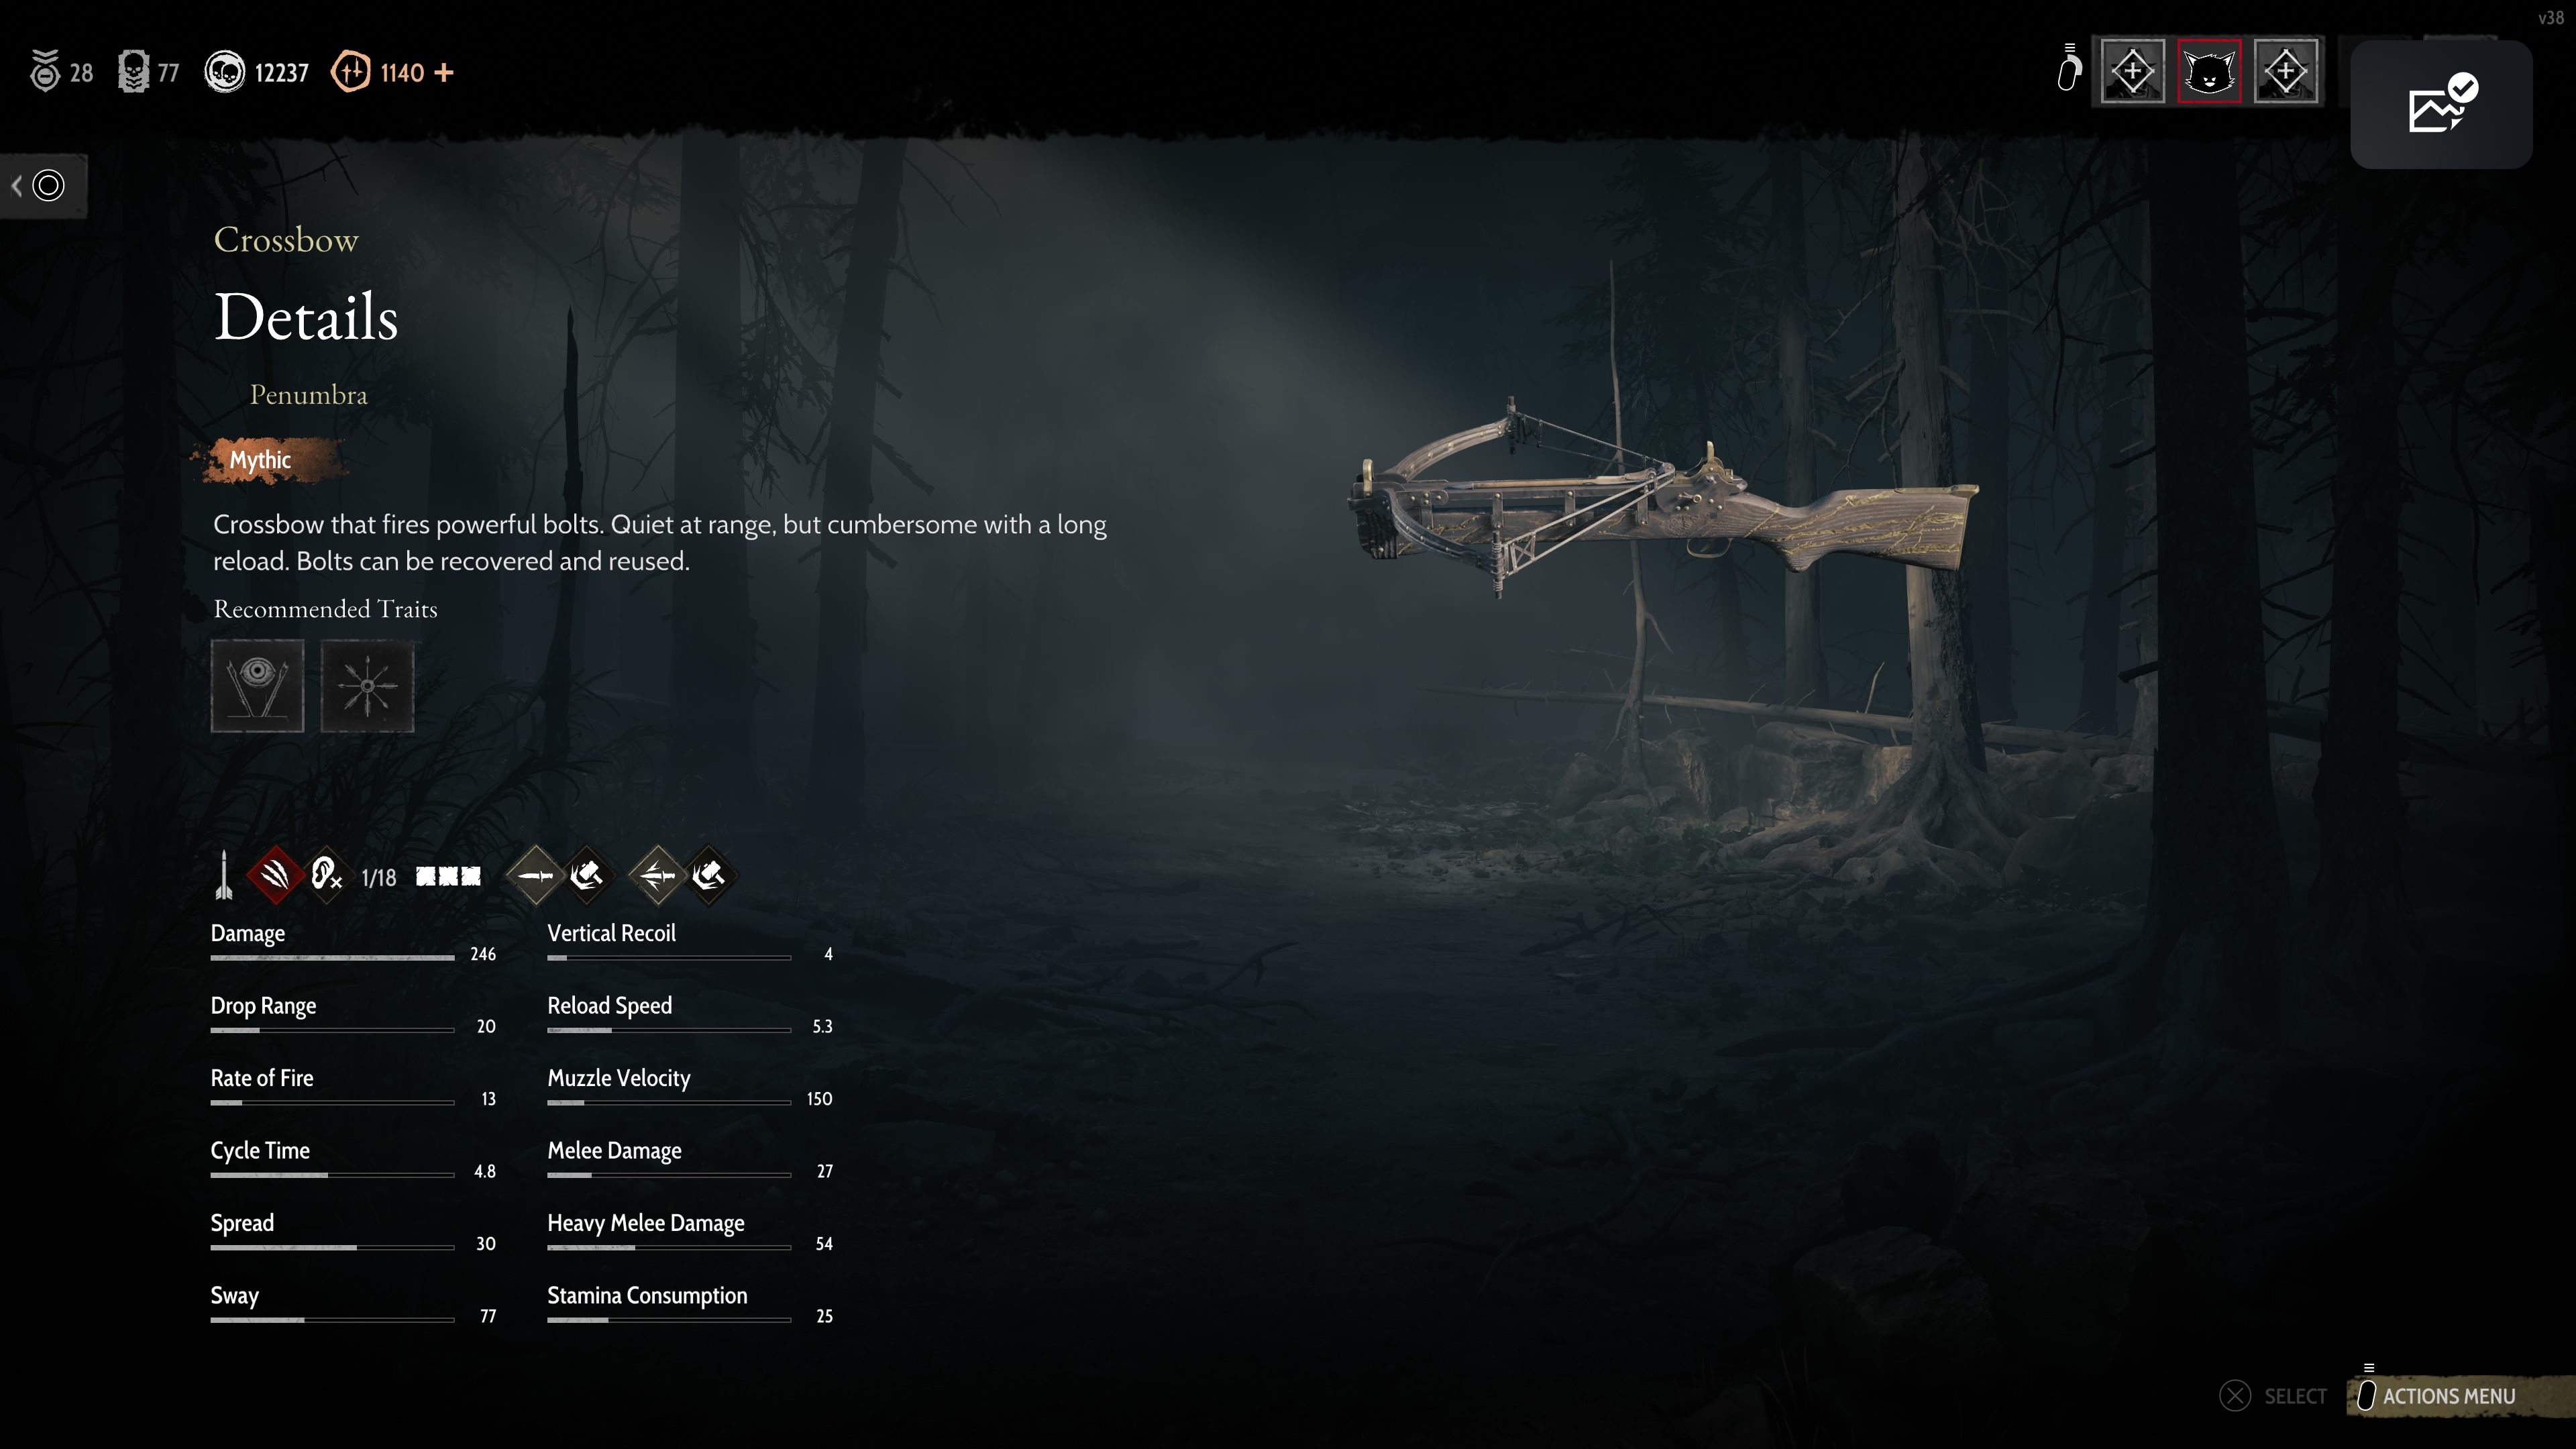 v38
28 77 12237 1140 +
Crossbow
Details
Penumbra
Mythic
Crossbow that fires powerful bolts. Quiet at range, but cumbersome with a long
reload. Bolts can be recovered and reused.
Recommended Traits
1/18
Damage 246
Vertical Recoil 4
Drop Range 20
Reload Speed 5.3
Rate of Fire 13
Muzzle Velocity 150
Cycle Time 4.8
Melee Damage 27
Spread 30
Heavy Melee Damage 54
Sway 77
Stamina Consumption 25
SELECT ACTIONS MENU